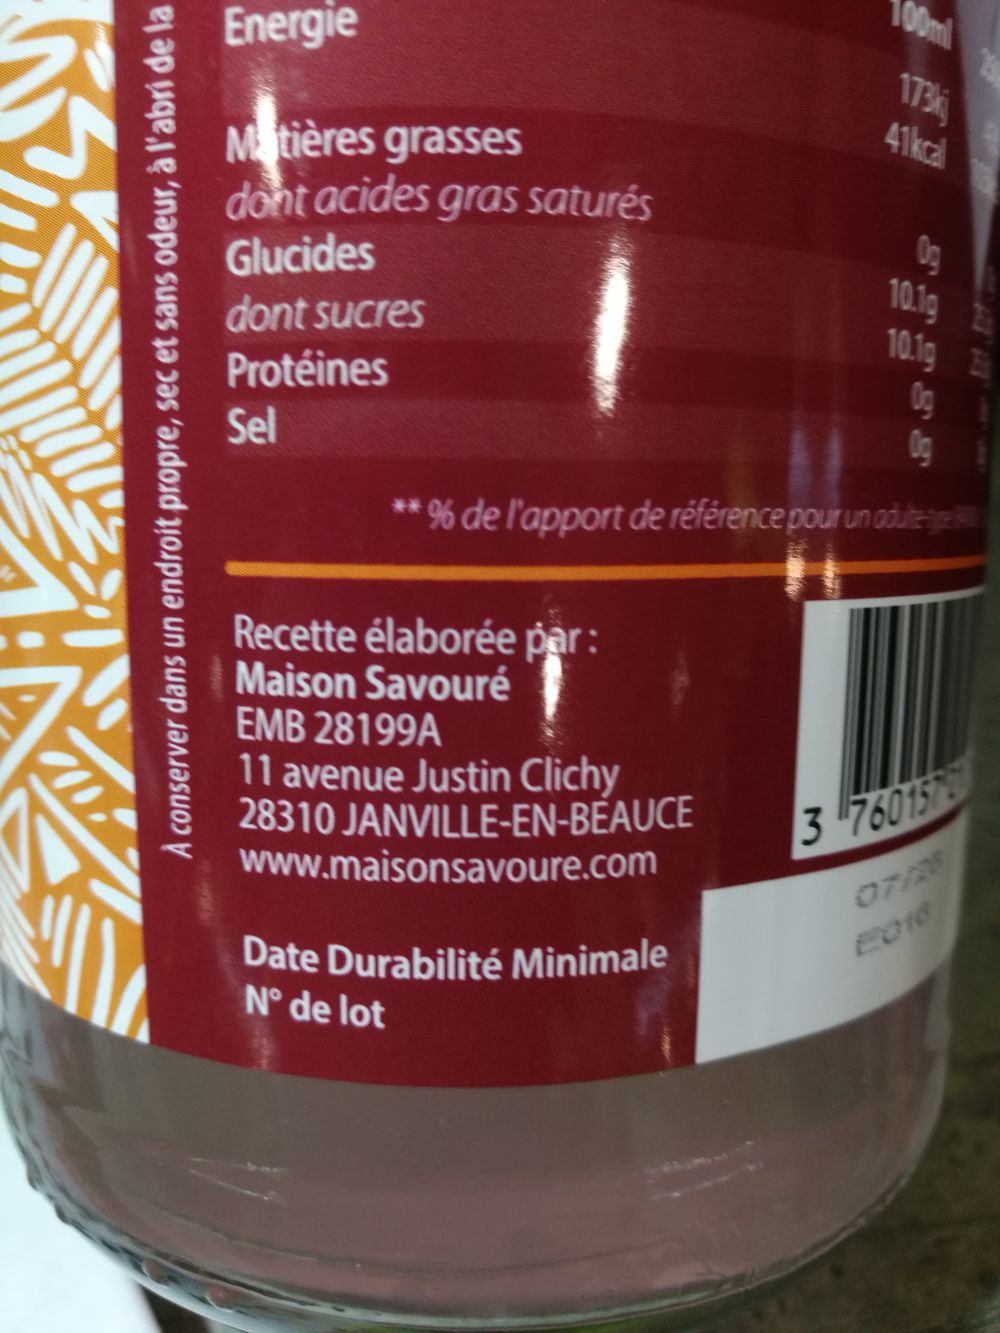 À conserver dans un endroit propre, sec et sans odeur, à l'abri de la
Energie
100ml
173kj
41kcal
Matières grasses
dont acides gras saturés 0g
Glucides 10.1g
dont sucres 10.1g
Protéines 0g
Sel 0g
** % de l'apport de référence pour un adulte-type
Recette élaborée par :
Maison Savouré
EMB 28199A
11 avenue Justin Clichy
28310 JANVILLE-EN-BEAUCE
www.maisonsavoure.com
3 760157
Date Durabilité Minimale
N° de lot